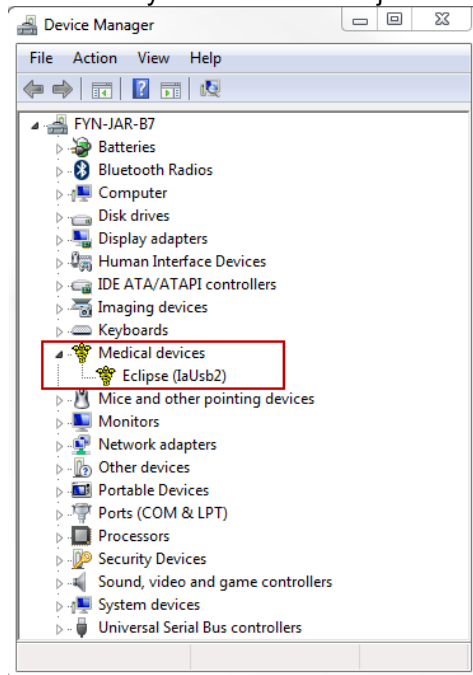 Device Manager
File Action View Help
FYN-JAR-B7
Batteries
Bluetooth Radios
Computer
Disk drives
Display adapters
Human Interface Devices
IDE ATA/ATAPI controllers
Imaging devices
Keyboards
Medical devices
Eclipse (IaUsb2)
Mice and other pointing devices
Monitors
Network adapters
Other devices
Portable Devices
Ports (COM & LPT)
Processors
Security Devices
Sound, video and game controllers
System devices
Universal Serial Bus controllers